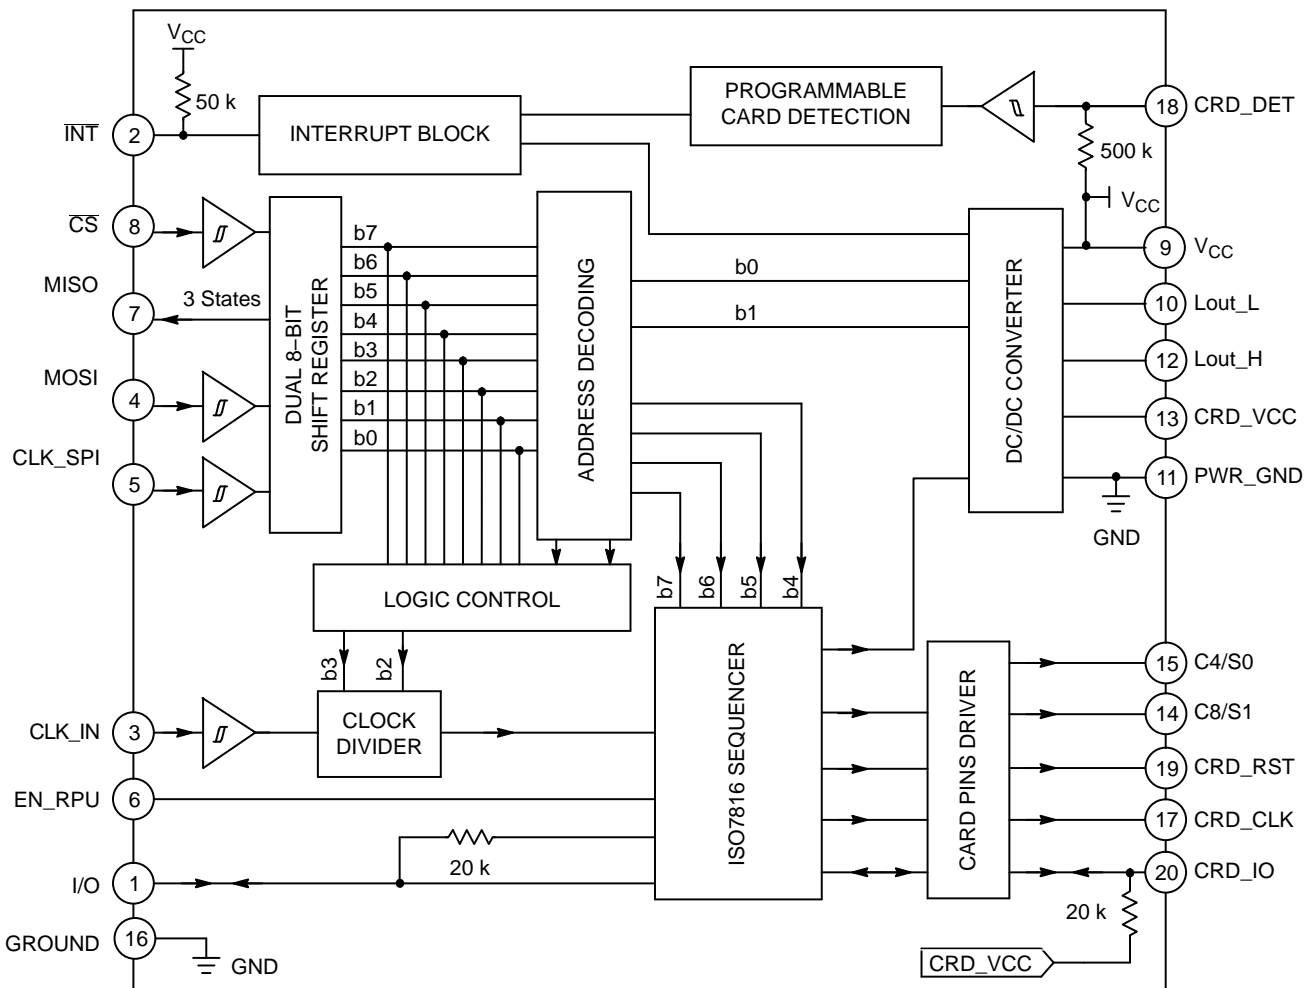 VCC
50 k
INT
2
INTERRUPT BLOCK
PROGRAMMABLE
CARD DETECTION
18
CRD_DET
500 k
VCC
CS
8
MISO
7
3 States
MOSI
4
CLK_SPI
5
DUAL 8–BIT
SHIFT REGISTER
b7
b6
b5
b4
b3
b2
b1
b0
ADDRESS DECODING
b0
b1
DC/DC CONVERTER
9
VCC
10
Lout_L
12
Lout_H
13
CRD_VCC
11
PWR_GND
GND
LOGIC CONTROL
b7
b6
b5
b4
b3
b2
CLK_IN
3
CLOCK
DIVIDER
EN_RPU
6
20 k
I/O
1
GROUND
16
GND
ISO7816 SEQUENCER
CARD PINS DRIVER
15
C4/S0
14
C8/S1
19
CRD_RST
17
CRD_CLK
20
CRD_IO
20 k
CRD_VCC